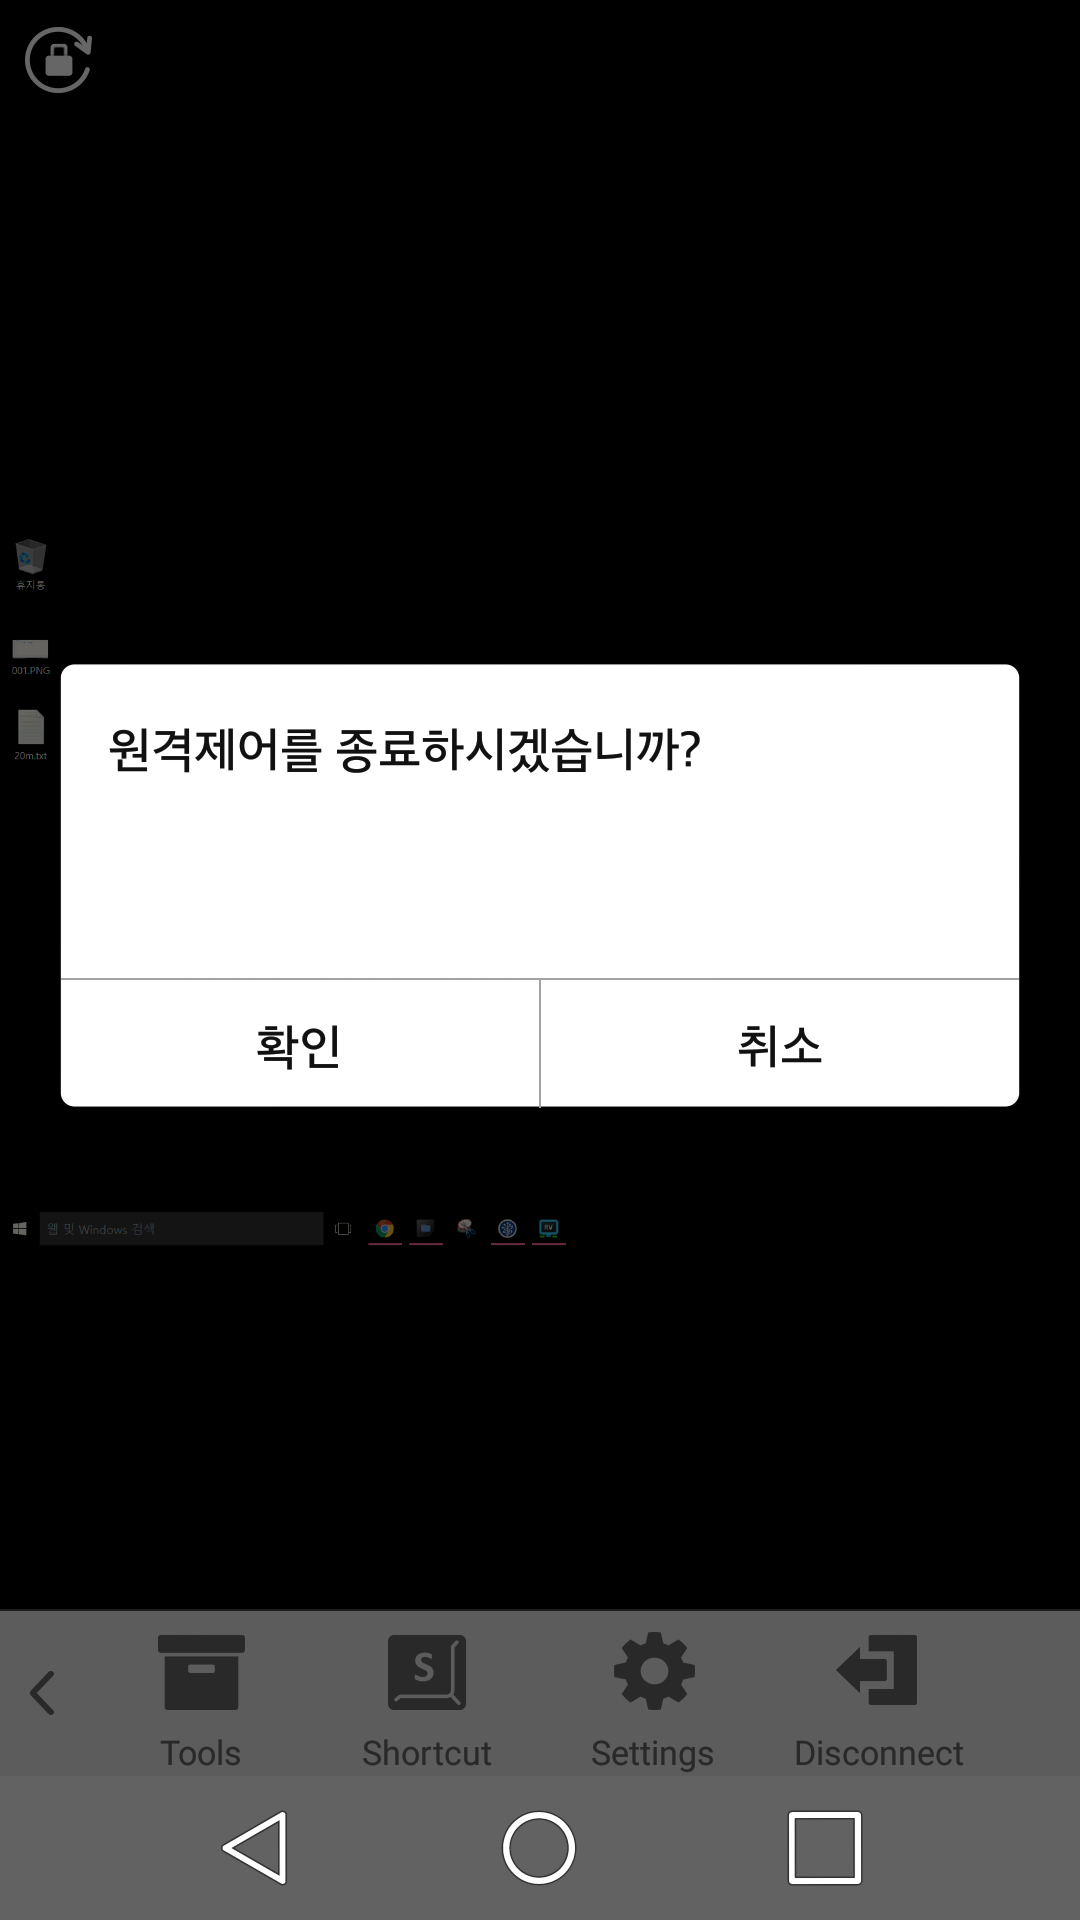 휴지통
001.PNG
20m.txt
원격제어를 종료하시겠습니까?
확인
취소
웹 및 Windows 검색
S
Tools
Shortcut
Settings
Disconnect